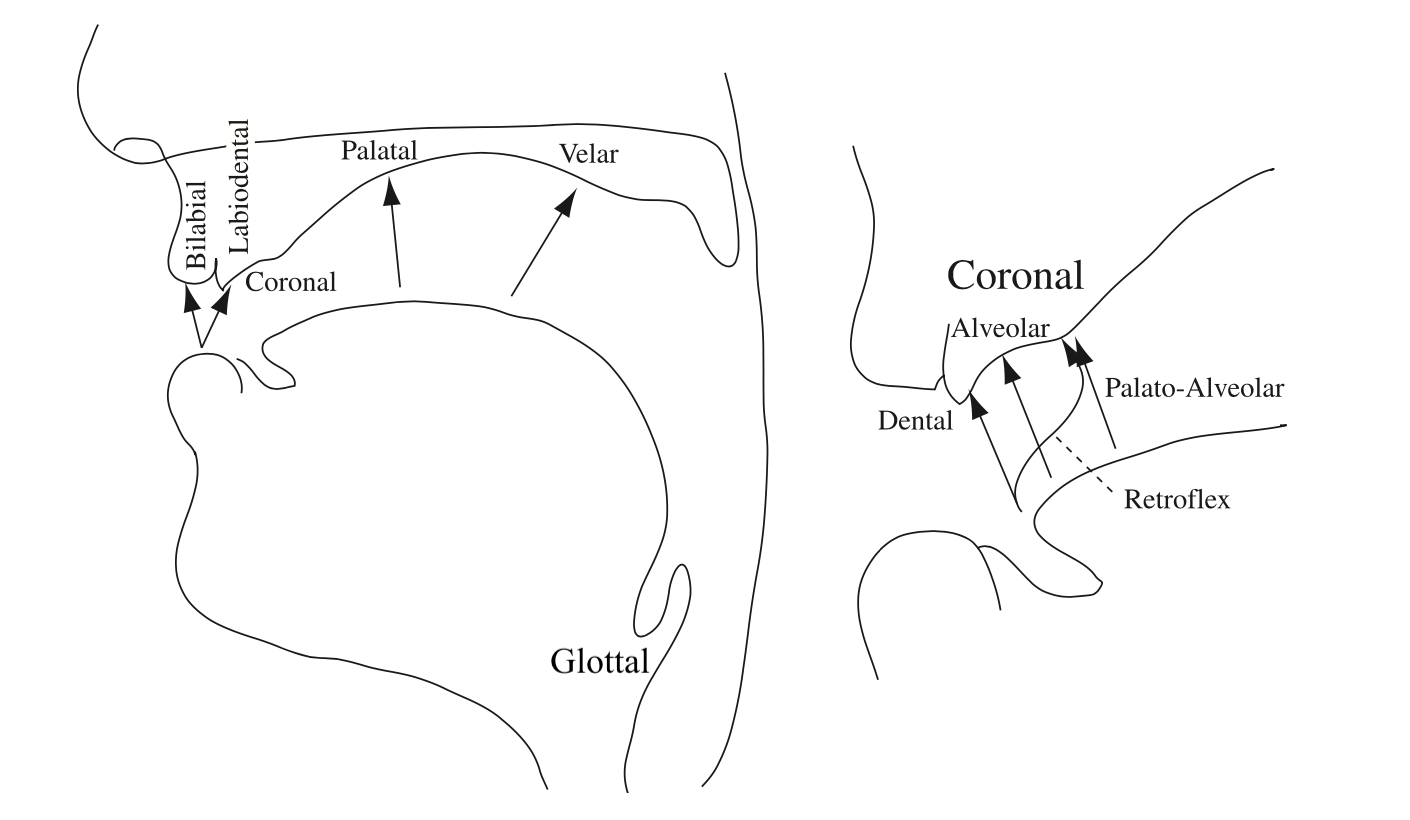 Bilabial
Labiodental
Palatal
Velar
Coronal
Glottal
Coronal
Alveolar
Dental
Palato-Alveolar
Retroflex